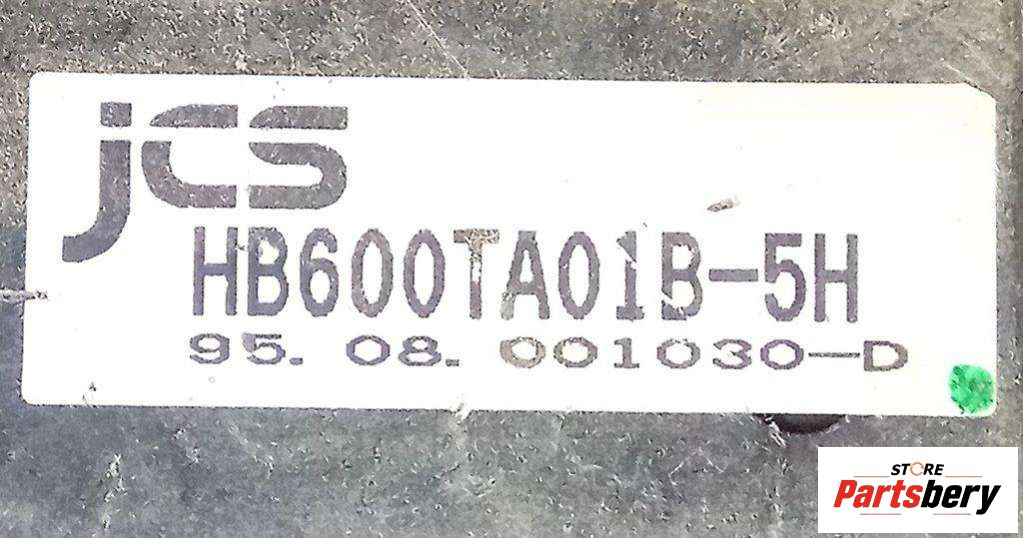 jcs
HB600TA01B-5H
95. 08. 001030-D
STORE
Partsbery